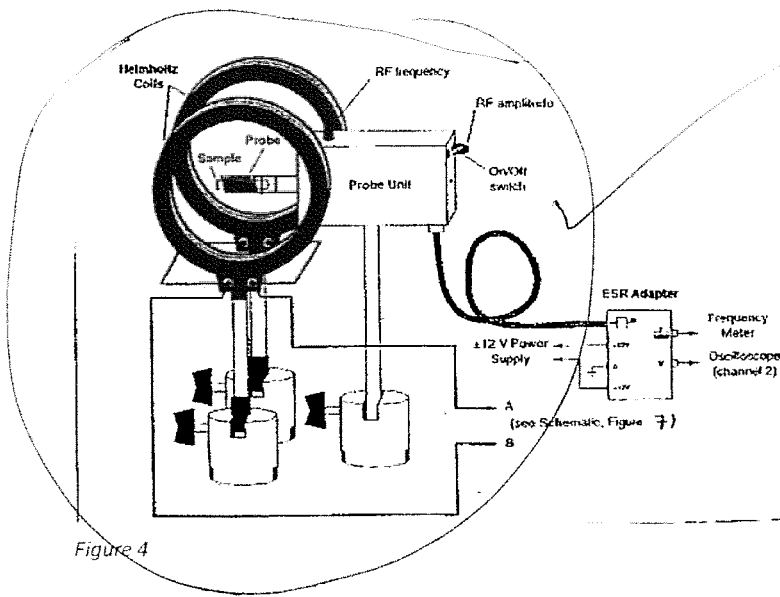 Helmholtz
Coils
RF frequency
RF amplitude
Probe
Sample
On/Off
switch
Probe Unit
ESR Adapter
Frequency
Meter
±12 V Power
Supply
Oscilloscope
(channel 2)
A
(see Schematic, Figure 7)
B
Figure 4